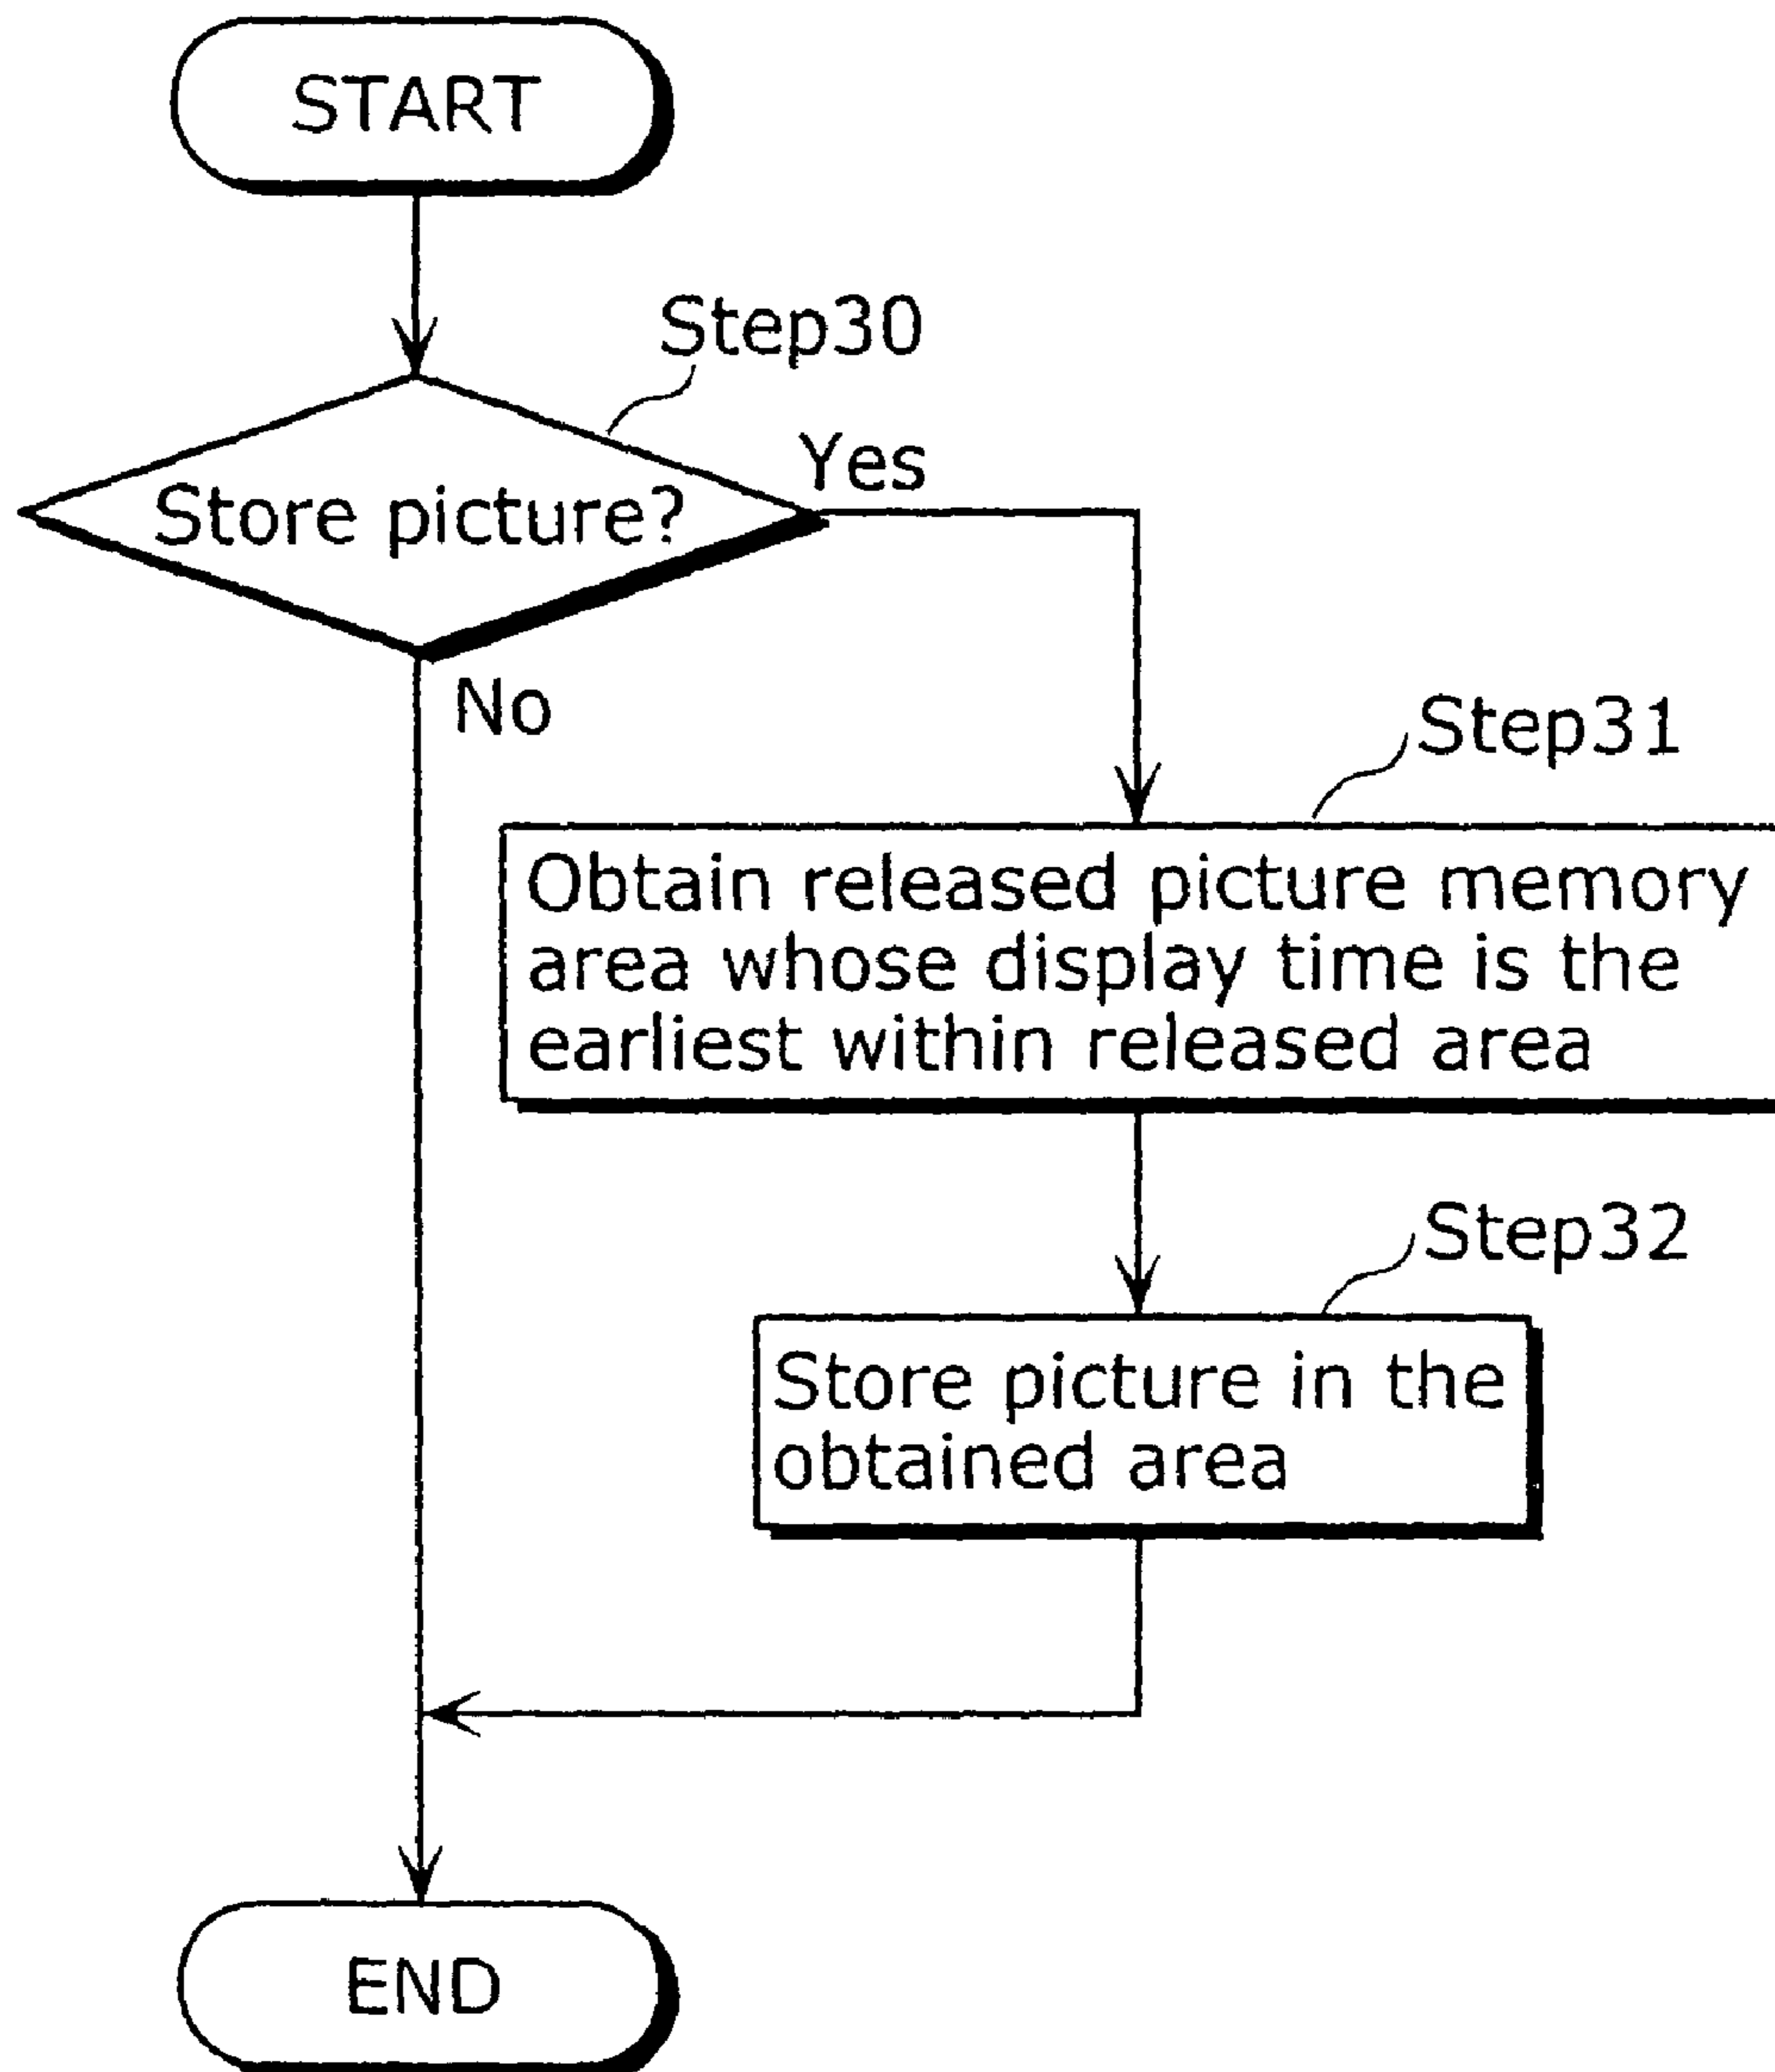 START
Step30
Yes
Store picture?
No
Step31
Obtain released picture memory
area whose display time is the
earliest within released area
Step32
Store picture in the
obtained area
END